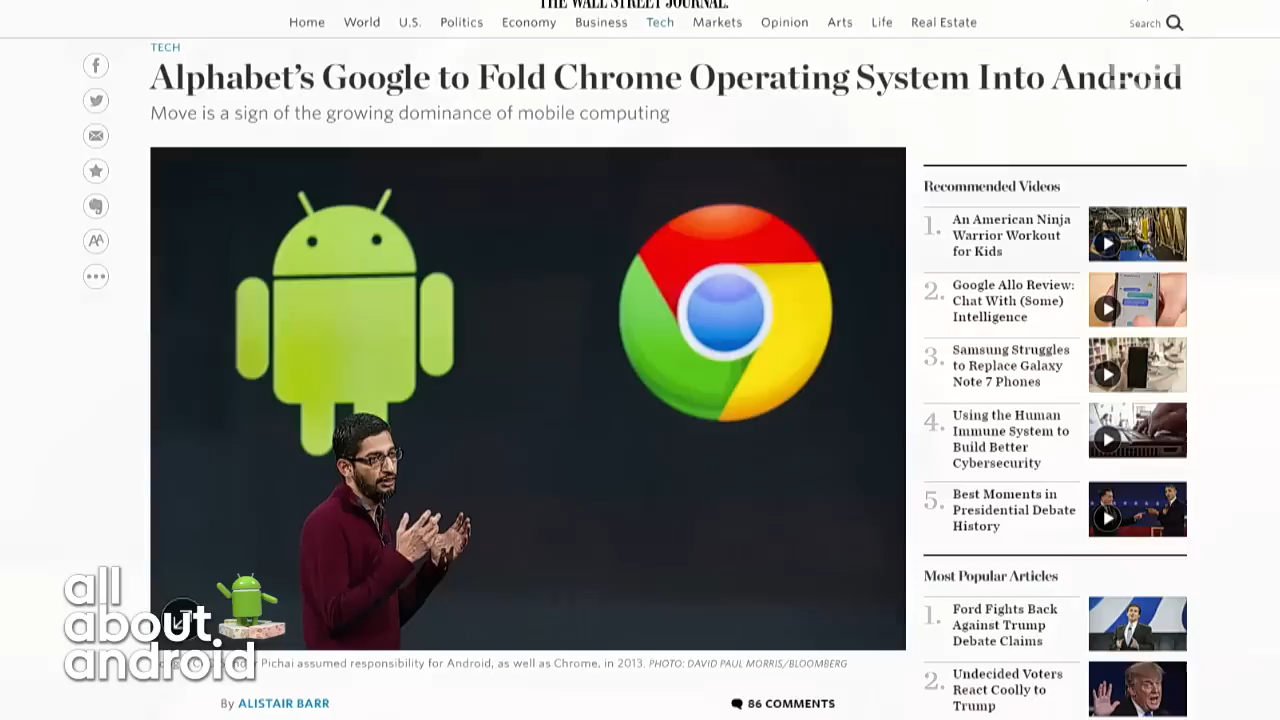 THE WALL STREET JOURNAL.
Home World U.S. Politics Economy Business Tech Markets Opinion Arts Life Real Estate
Search
TECH
Alphabet's Google to Fold Chrome Operating System Into Android
Move is a sign of the growing dominance of mobile computing
AA
Recommended Videos
1. An American Ninja
Warrior Workout
for Kids
2. Google Allo Review:
Chat With (Some)
Intelligence
3. Samsung Struggles
to Replace Galaxy
Note 7 Phones
4. Using the Human
Immune System to
Build Better
Cybersecurity
5. Best Moments in
Presidential Debate
History
Most Popular Articles
1. Ford Fights Back
Against Trump
Debate Claims
2. Undecided Voters
React Coolly to
Trump
all
about
android
Pichai assumed responsibility for Android, as well as Chrome, in 2013. PHOTO: DAVID PAUL MORRIS/BLOOMBERG
By ALISTAIR BARR
86 COMMENTS